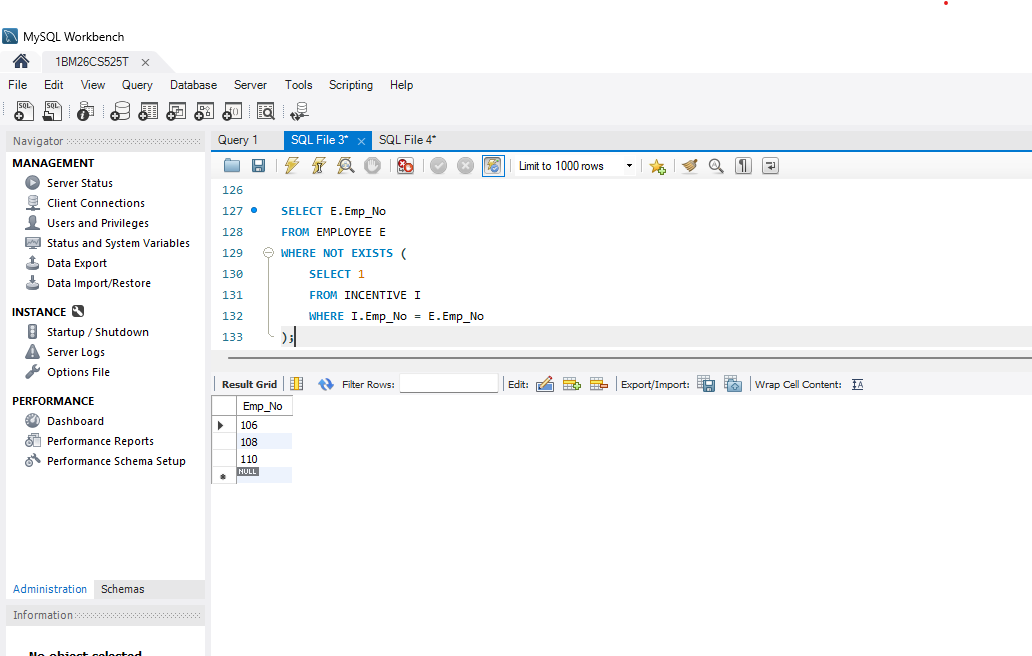 MySQL Workbench
1BM26CS525T
File Edit View Query Database Server Tools Scripting Help
Navigator
MANAGEMENT
Server Status
Client Connections
Users and Privileges
Status and System Variables
Data Export
Data Import/Restore
INSTANCE
Startup / Shutdown
Server Logs
Options File
PERFORMANCE
Dashboard
Performance Reports
Performance Schema Setup
Administration Schemas
Information
No object selected
Query 1 SQL File 3* SQL File 4*
Limit to 1000 rows
126
127 SELECT E.Emp_No
128 FROM EMPLOYEE E
129 WHERE NOT EXISTS (
130 SELECT 1
131 FROM INCENTIVE I
132 WHERE I.Emp_No = E.Emp_No
133 );
Result Grid Filter Rows: Edit: Export/Import: Wrap Cell Content:
Emp_No
106
108
110
NULL